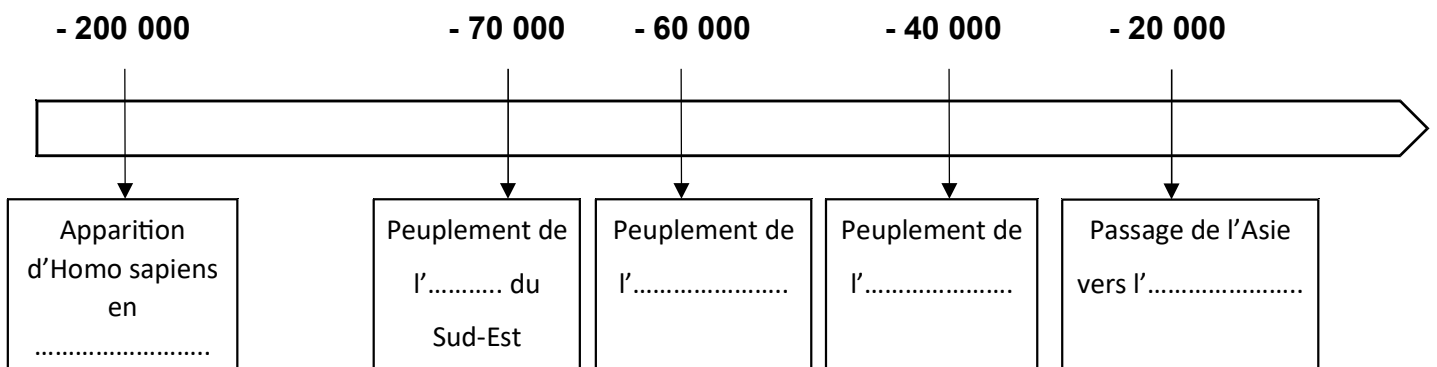 - 200 000 - 70 000 - 60 000 - 40 000 - 20 000
Apparition
d’Homo sapiens
en
……………………..
Peuplement de
l’……….. du
Sud-Est
Peuplement de
l’…………………..
Peuplement de
l’………………….
Passage de l’Asie
vers l’…………………..